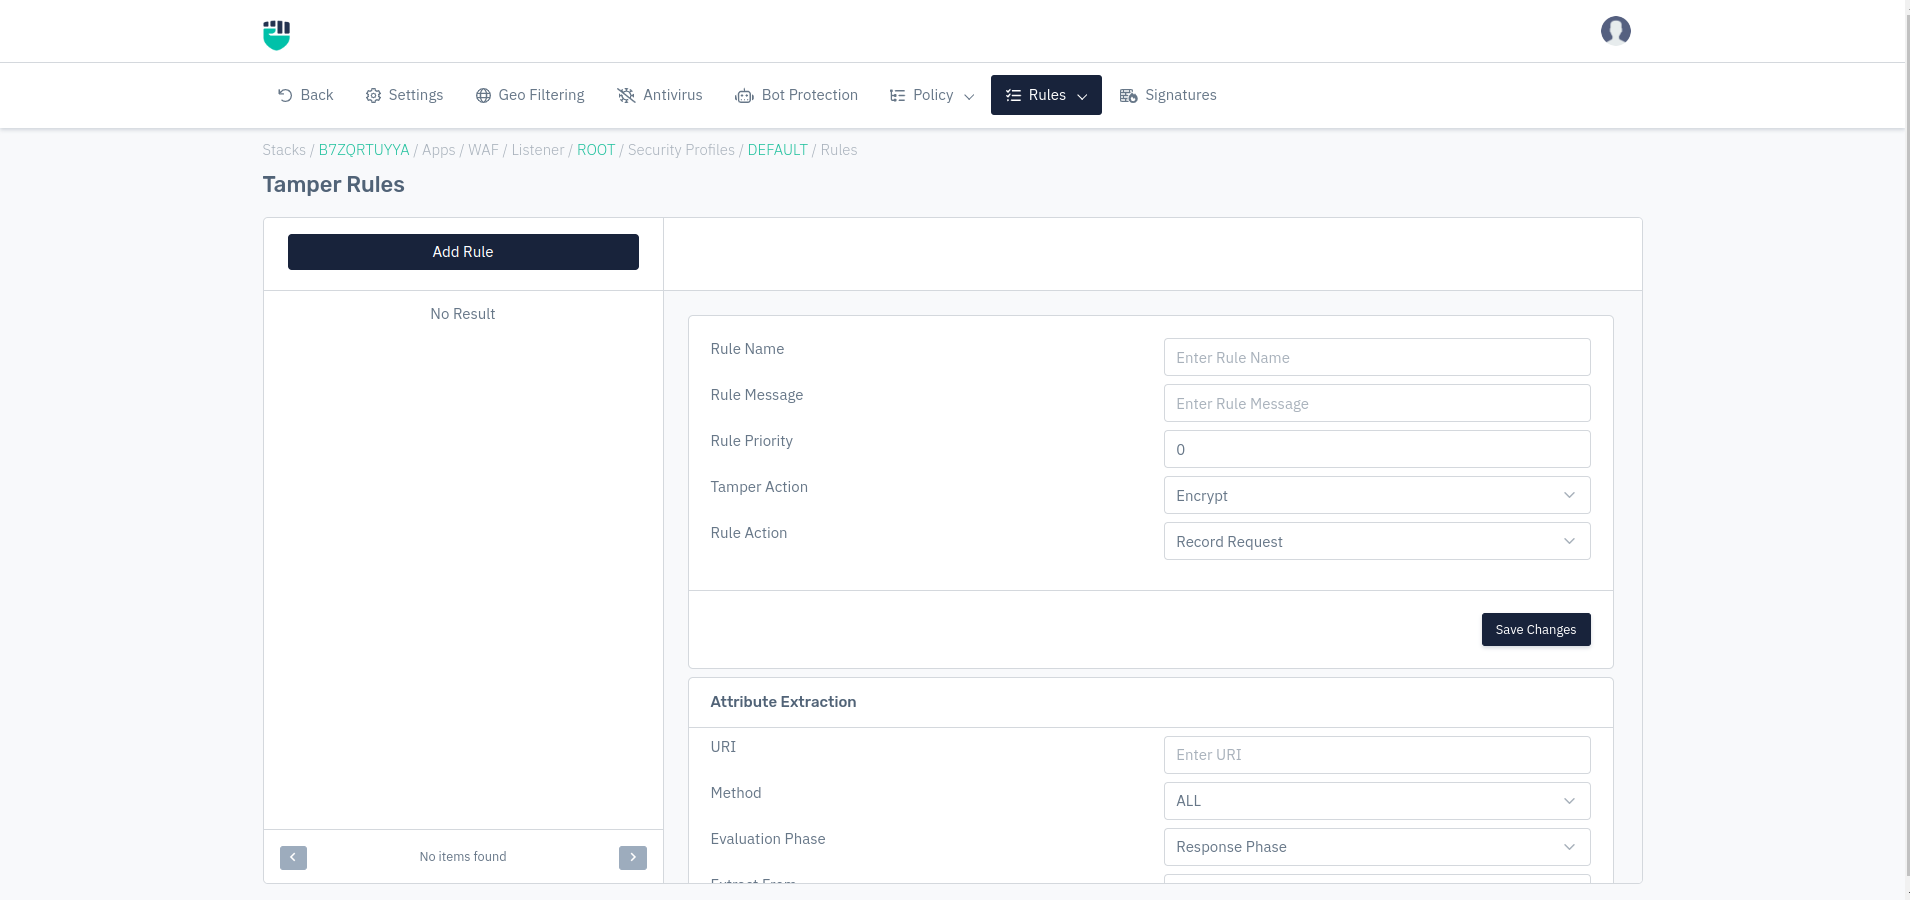 Back Settings Geo Filtering Antivirus Bot Protection Policy Rules Signatures
Stacks / B7ZQRTUYYA / Apps / WAF / Listener / ROOT / Security Profiles / DEFAULT / Rules
Tamper Rules
Add Rule
No Result
No items found
Rule Name
Enter Rule Name
Rule Message
Enter Rule Message
Rule Priority
0
Tamper Action
Encrypt
Rule Action
Record Request
Save Changes
Attribute Extraction
URI
Enter URI
Method
ALL
Evaluation Phase
Response Phase
Extract From